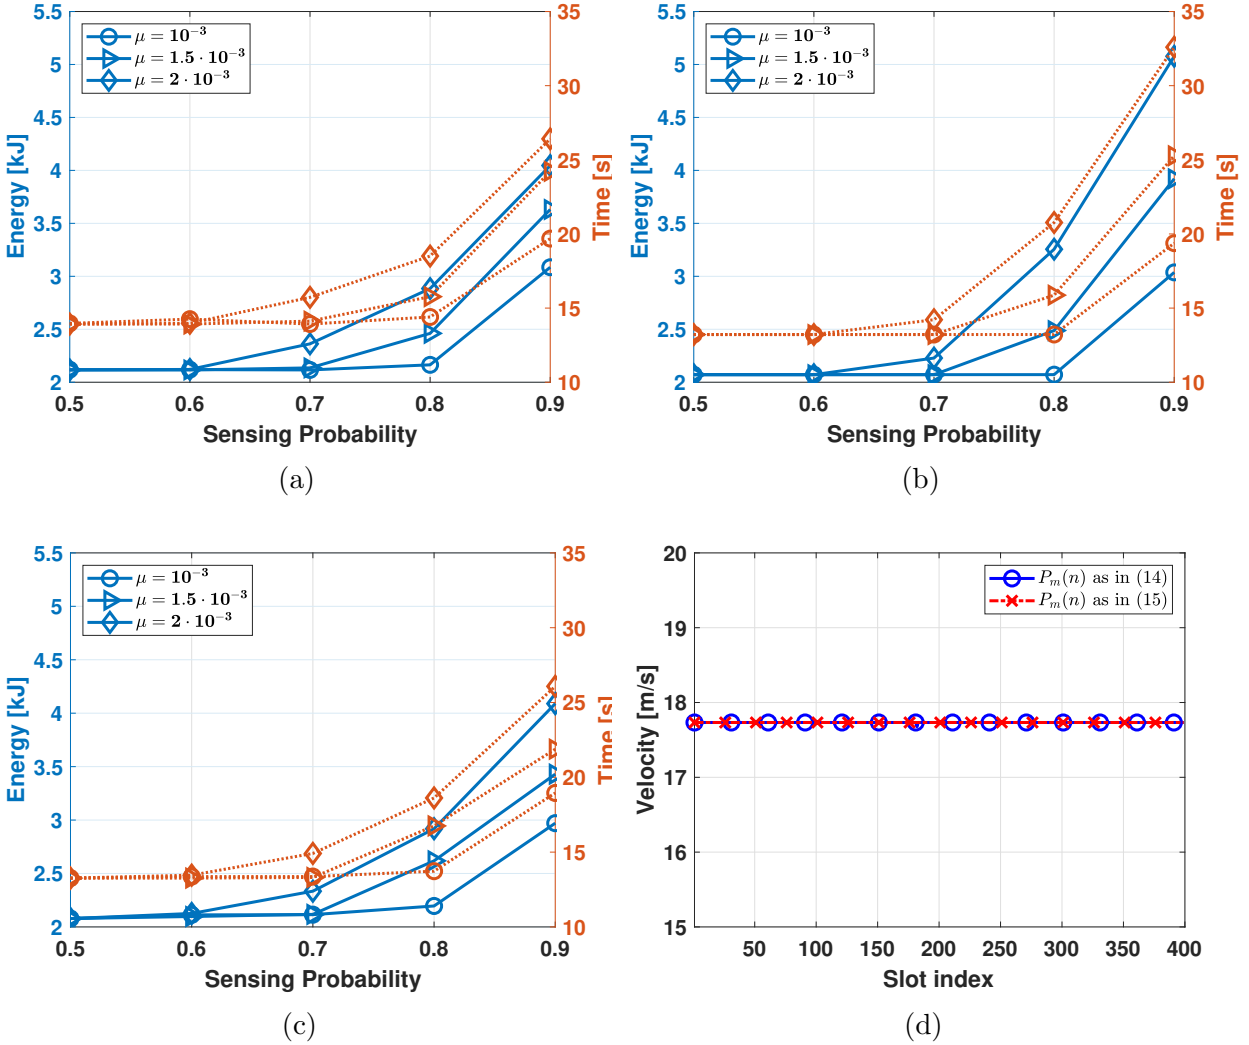 5.5
5
4.5
4
3.5
3
2.5
2
Energy [kJ]
μ = 10⁻³
μ = 1.5 · 10⁻³
μ = 2 · 10⁻³
35
30
25
20
15
10
Time [s]
0.5 0.6 0.7 0.8 0.9
Sensing Probability
(a)
5.5
5
4.5
4
3.5
3
2.5
2
Energy [kJ]
μ = 10⁻³
μ = 1.5 · 10⁻³
μ = 2 · 10⁻³
35
30
25
20
15
10
Time [s]
0.5 0.6 0.7 0.8 0.9
Sensing Probability
(b)
5.5
5
4.5
4
3.5
3
2.5
2
Energy [kJ]
μ = 10⁻³
μ = 1.5 · 10⁻³
μ = 2 · 10⁻³
35
30
25
20
15
10
Time [s]
0.5 0.6 0.7 0.8 0.9
Sensing Probability
(c)
20
19
18
17
16
15
Velocity [m/s]
Pₘ(n) as in (14)
Pₘ(n) as in (15)
50 100 150 200 250 300 350 400
Slot index
(d)